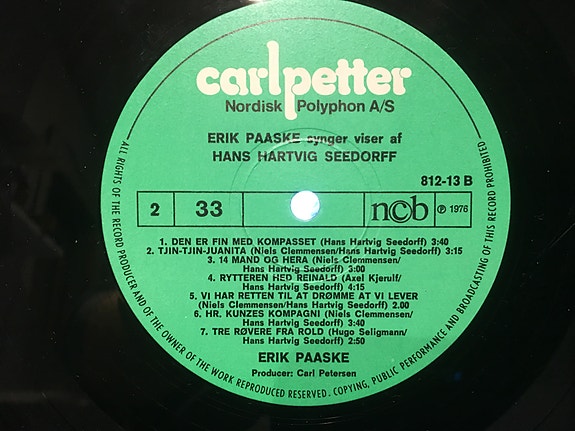 carlpetter
Nordisk Polyphon A/S
ERIK PAASKE synger viser af
HANS HARTVIG SEEDORFF
812-13 B
2 33 ncb ℗ 1976
1. DEN ER FIN MED KOMPASSET (Hans Hartvig Seedorff) 3:40
2. TJIN-TJIN-JUANITA (Niels Clemmensen/Hans Hartvig Seedorff) 3:15
3. 14 MAND OG HERA (Niels Clemmensen/
Hans Hartvig Seedorff) 3:00
4. RYTTEREN HED REINALD (Axel Kjerulf/
Hans Hartvig Seedorff) 4:15
5. VI HAR RETTEN TIL AT DRØMME AT VI LEVER
(Niels Clemmensen/Hans Hartvig Seedorff) 2.00
6. HR. KUNZES KOMPAGNI (Niels Clemmensen/
Hans Hartvig Seedorff) 3:40
7. TRE RØVERE FRA ROLD (Hugo Seligmann/
Hans Hartvig Seedorff) 2:50
ERIK PAASKE
Producer: Carl Petersen
ALL RIGHTS OF THE RECORD PRODUCER AND OF THE OWNER OF THE WORK REPRODUCED RESERVED. COPYING, PUBLIC PERFORMANCE AND BROADCASTING OF THIS RECORD PROHIBITED